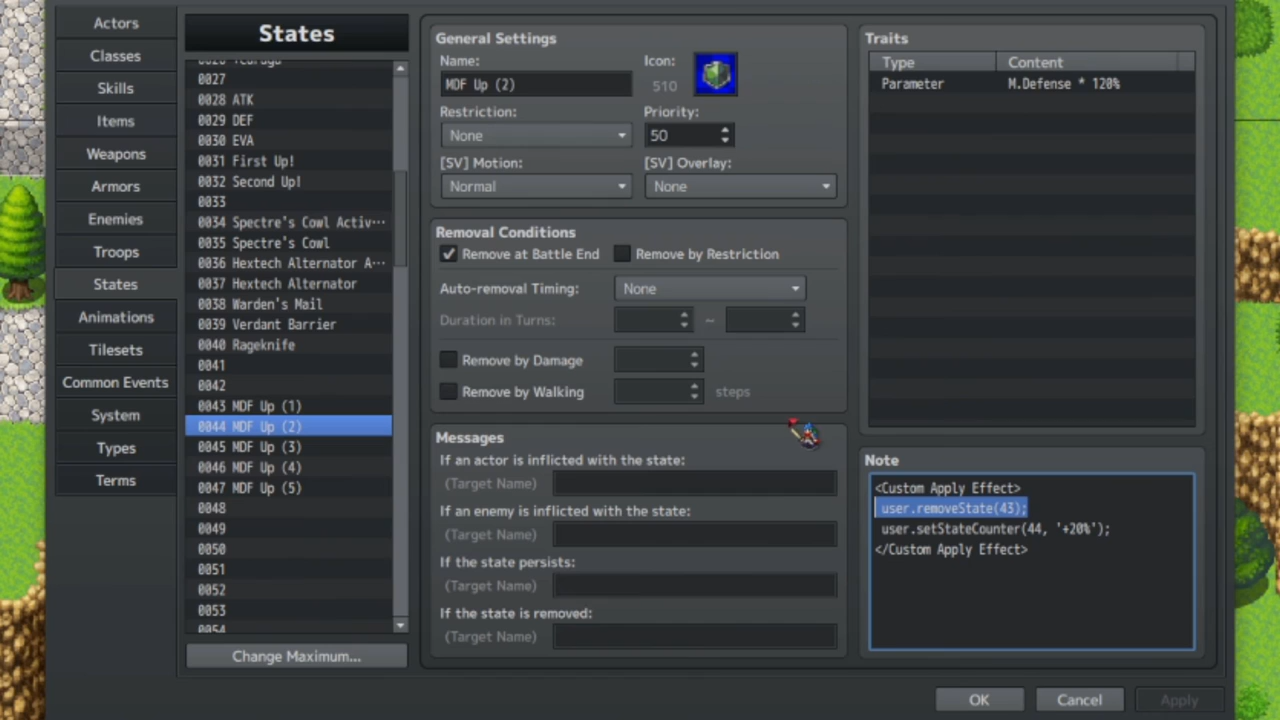 Actors
Classes
Skills
Items
Weapons
Armors
Enemies
Troops
States
Animations
Tilesets
Common Events
System
Types
Terms
States
0027
0028 ATK
0029 DEF
0030 EVA
0031 First Up!
0032 Second Up!
0033
0034 Spectre's Cowl Activ…
0035 Spectre's Cowl
0036 Hextech Alternator A…
0037 Hextech Alternator
0038 Warden's Mail
0039 Verdant Barrier
0040 Rageknife
0041
0042
0043 MDF Up (1)
0044 MDF Up (2)
0045 MDF Up (3)
0046 MDF Up (4)
0047 MDF Up (5)
0048
0049
0050
0051
0052
0053
0054
Change Maximum...
General Settings
Name:
Icon:
MDF Up (2)
510
Restriction:
Priority:
None
50
[SV] Motion:
[SV] Overlay:
Normal
None
Removal Conditions
Remove at Battle End
Remove by Restriction
Auto-removal Timing:
None
Duration in Turns:
~
Remove by Damage
Remove by Walking
steps
Messages
If an actor is inflicted with the state:
(Target Name)
If an enemy is inflicted with the state:
(Target Name)
If the state persists:
(Target Name)
If the state is removed:
(Target Name)
Traits
Type
Content
Parameter
M.Defense * 120%
Note
<Custom Apply Effect>
user.removeState(43);
user.setStateCounter(44, '+20%');
</Custom Apply Effect>
OK
Cancel
Apply